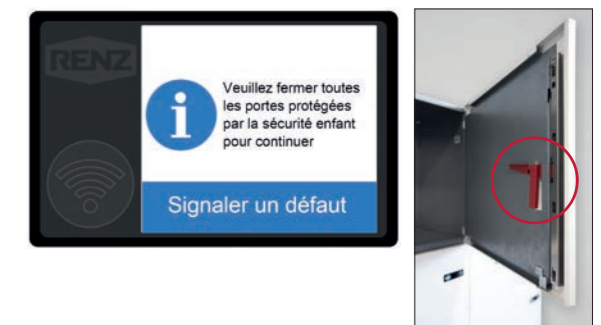 RENZ
Veuillez fermer toutes
les portes protégées
par la sécurité enfant
pour continuer
Signaler un défaut